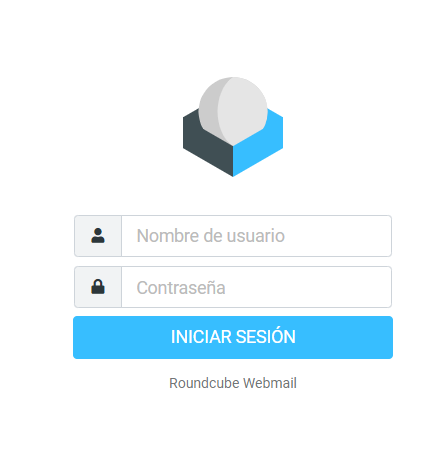 Nombre de usuario
Contraseña
INICIAR SESIÓN
Roundcube Webmail